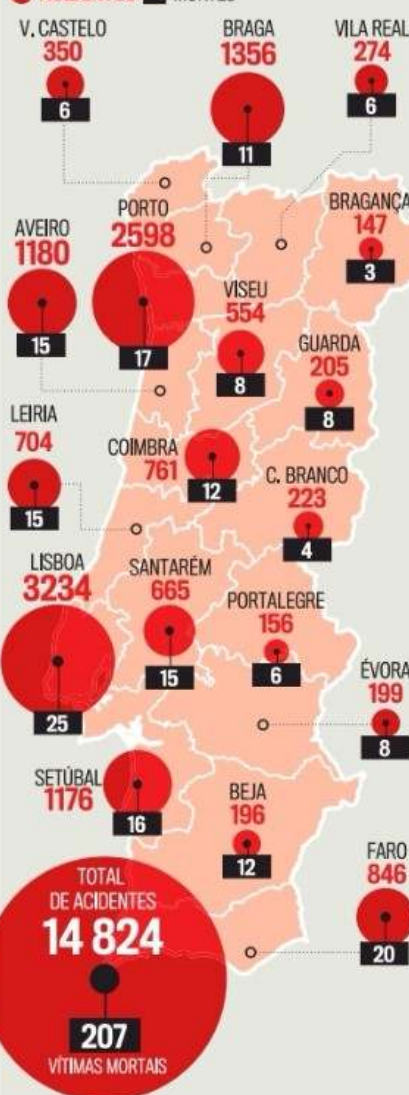 V. CASTELO
350
6
BRAGA
1356
11
VILA REAL
274
6
BRAGANÇA
147
3
PORTO
2598
17
AVEIRO
1180
15
VISEU
554
8
GUARDA
205
8
LEIRIA
704
15
COIMBRA
761
12
C. BRANCO
223
4
LISBOA
3234
25
SANTARÉM
665
15
PORTALEGRE
156
6
ÉVORA
199
8
SETÚBAL
1176
16
BEJA
196
12
FARO
846
20
TOTAL
DE ACIDENTES
14 824
207
VÍTIMAS MORTAIS